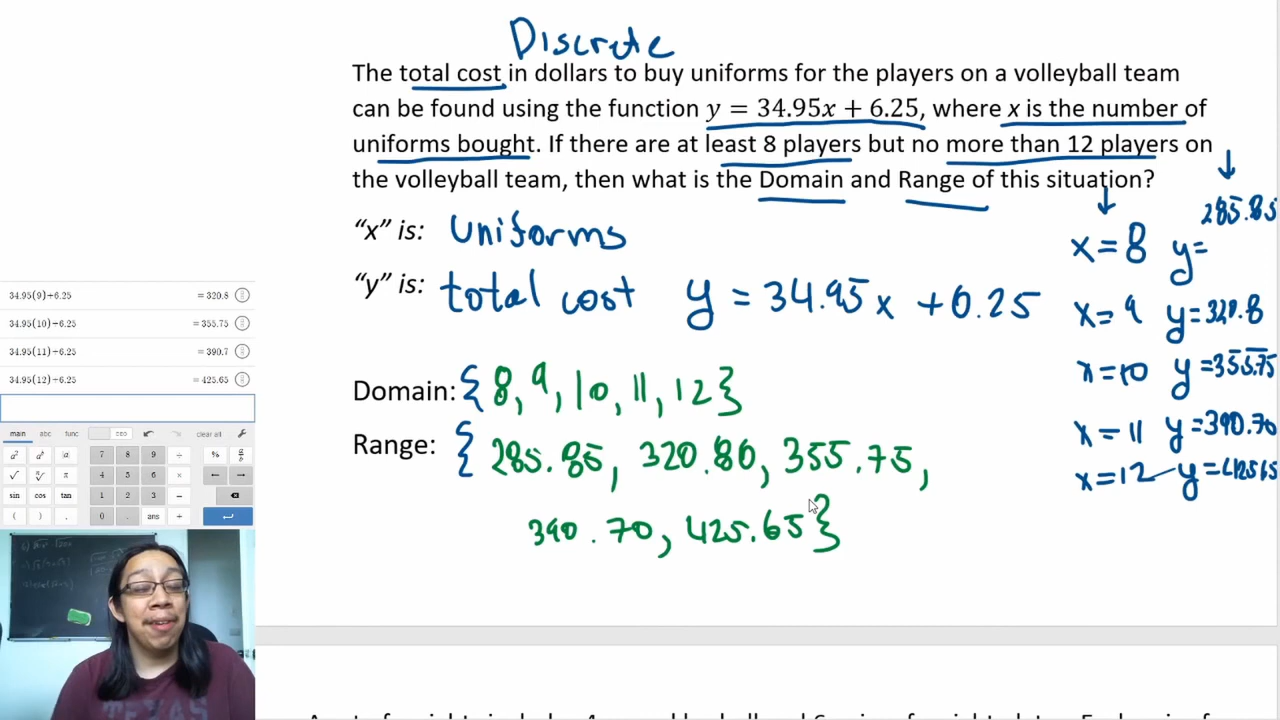 Discrete
The total cost in dollars to buy uniforms for the players on a volleyball team
can be found using the function y = 34.95x + 6.25, where x is the number of
uniforms bought. If there are at least 8 players but no more than 12 players on
the volleyball team, then what is the Domain and Range of this situation?
"x" is: uniforms
"y" is: total cost y = 34.95x + 6.25
Domain: {8, 9, 10, 11, 12}
Range: {285.85, 320.80, 355.75,
390.70, 425.65}
285.85
x=8 y=
x=9 y=320.8
x=10 y=355.75
x=11 y=390.70
x=12 y=425.65
34.95(9)+6.25 = 320.8
34.95(10)+6.25 = 355.75
34.95(11)+6.25 = 390.7
34.95(12)+6.25 = 425.65
main abc func clear all
7 8 9 ÷ %
4 5 6 ×
sin cos tan 1 2 3 −
( ) , 0 . ans +
TEXAS